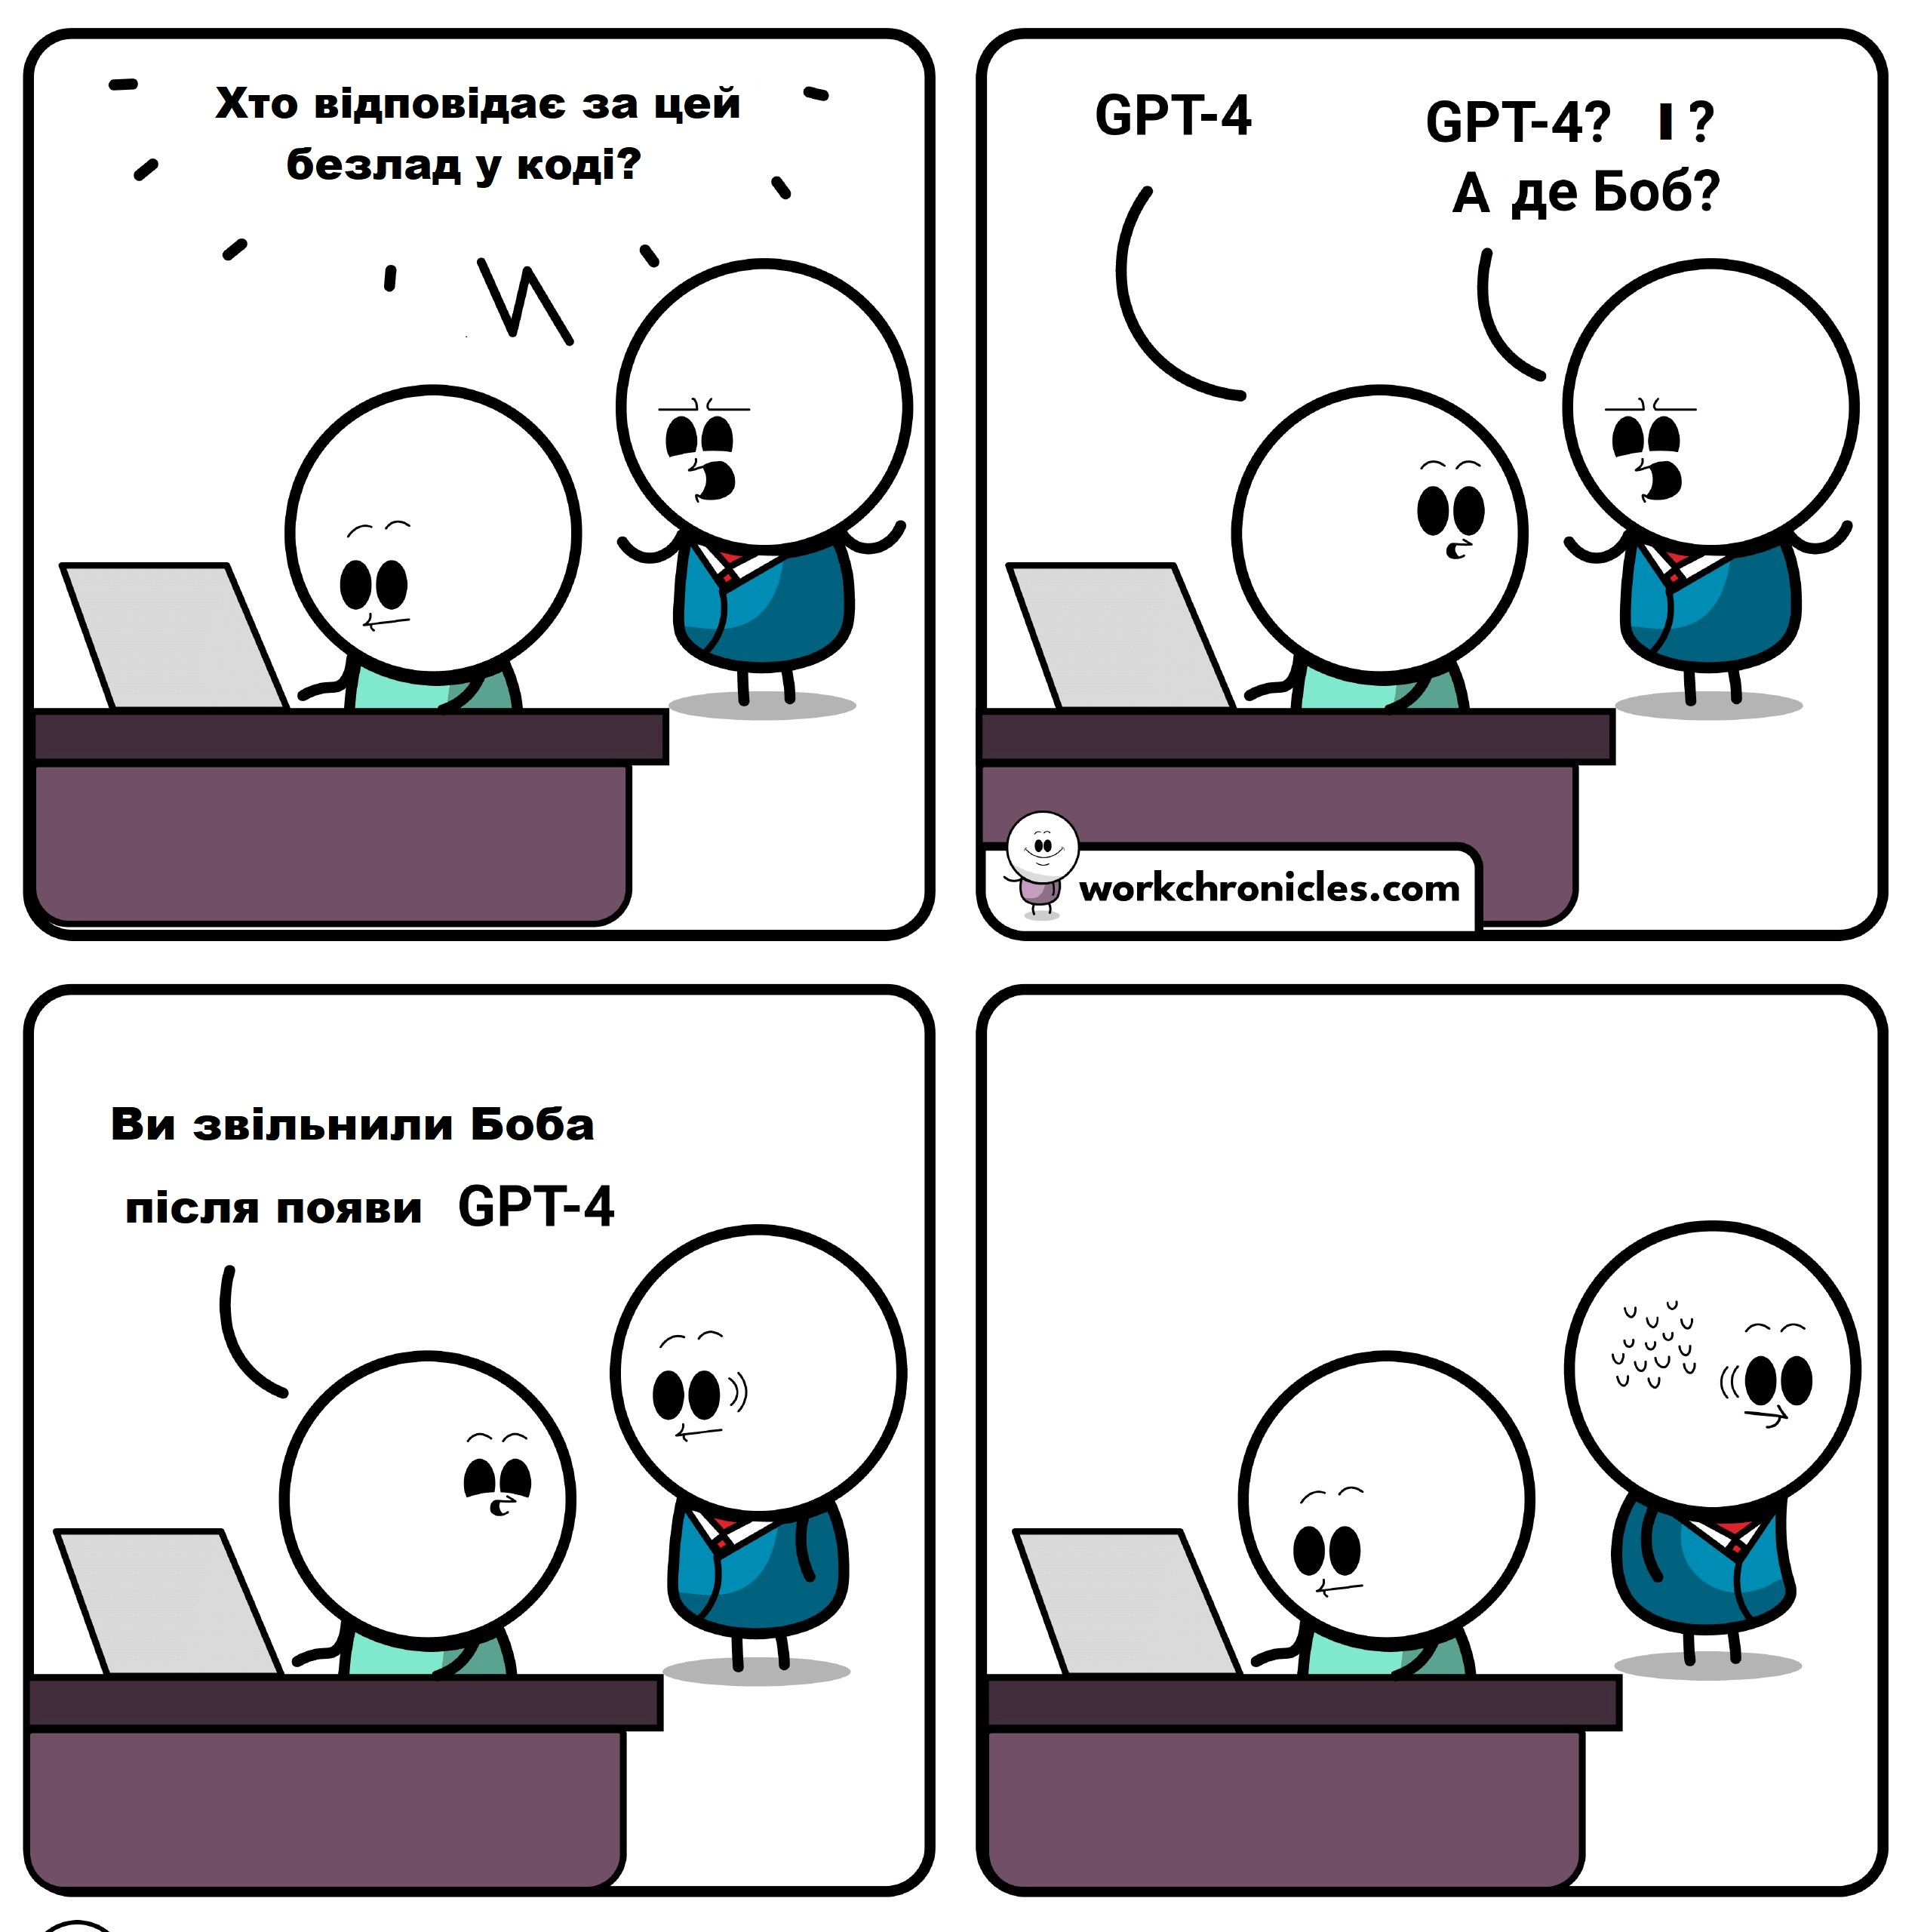 Хто відповідає за цей
безлад у коді?
GPT-4
GPT-4? І ?
А де Боб?
workchronicles.com
Ви звільнили Боба
після появи GPT-4